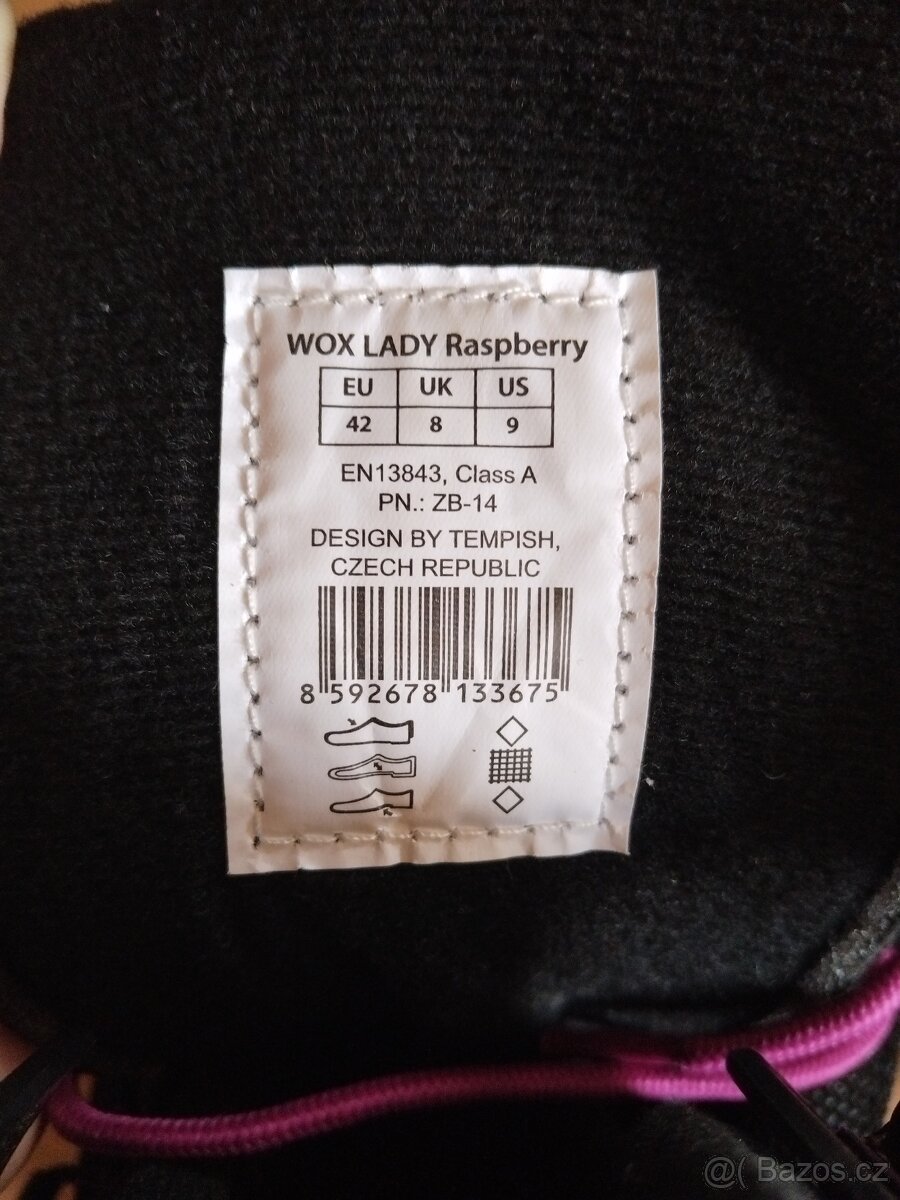 WOX LADY Raspberry
EU UK US
42 8 9
EN13843, Class A
PN.: ZB-14
DESIGN BY TEMPISH,
CZECH REPUBLIC
8 592678 133675
@( Bazos.cz